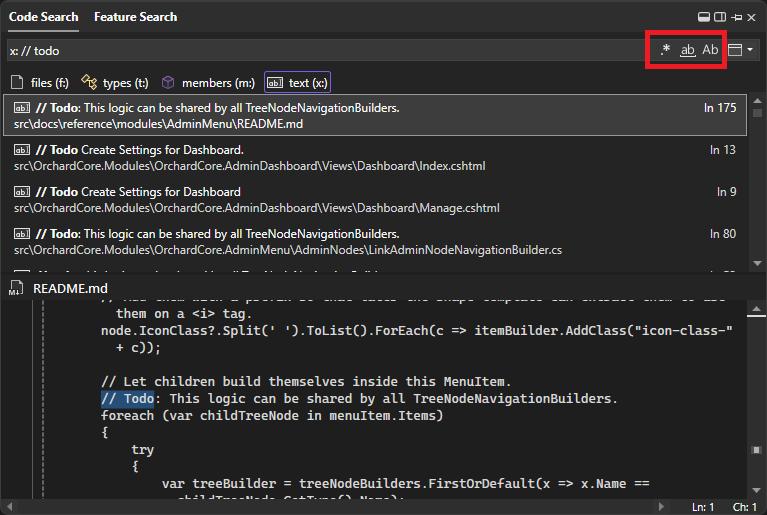 Code Search Feature Search
x: // todo
.* ab Ab
files (f:) types (t:) members (m:) text (x:)
// Todo: This logic can be shared by all TreeNodeNavigationBuilders. ln 175
src\docs\reference\modules\AdminMenu\README.md
// Todo Create Settings for Dashboard. ln 13
src\OrchardCore.Modules\OrchardCore.AdminDashboard\Views\Dashboard\Index.cshtml
// Todo Create Settings for Dashboard ln 9
src\OrchardCore.Modules\OrchardCore.AdminDashboard\Views\Dashboard\Manage.cshtml
// Todo: This logic can be shared by all TreeNodeNavigationBuilders. ln 80
src\OrchardCore.Modules\OrchardCore.AdminMenu\AdminNodes\LinkAdminNodeNavigationBuilder.cs
README.md
them on a <i> tag.
node.IconClass?.Split(' ').ToList().ForEach(c => itemBuilder.AddClass("icon-class-"
+ c));
// Let children build themselves inside this MenuItem.
// Todo: This logic can be shared by all TreeNodeNavigationBuilders.
foreach (var childTreeNode in menuItem.Items)
{
try
{
var treeBuilder = treeNodeBuilders.FirstOrDefault(x => x.Name ==
childTreeNode.GetType().Name);
Ln: 1 Ch: 1